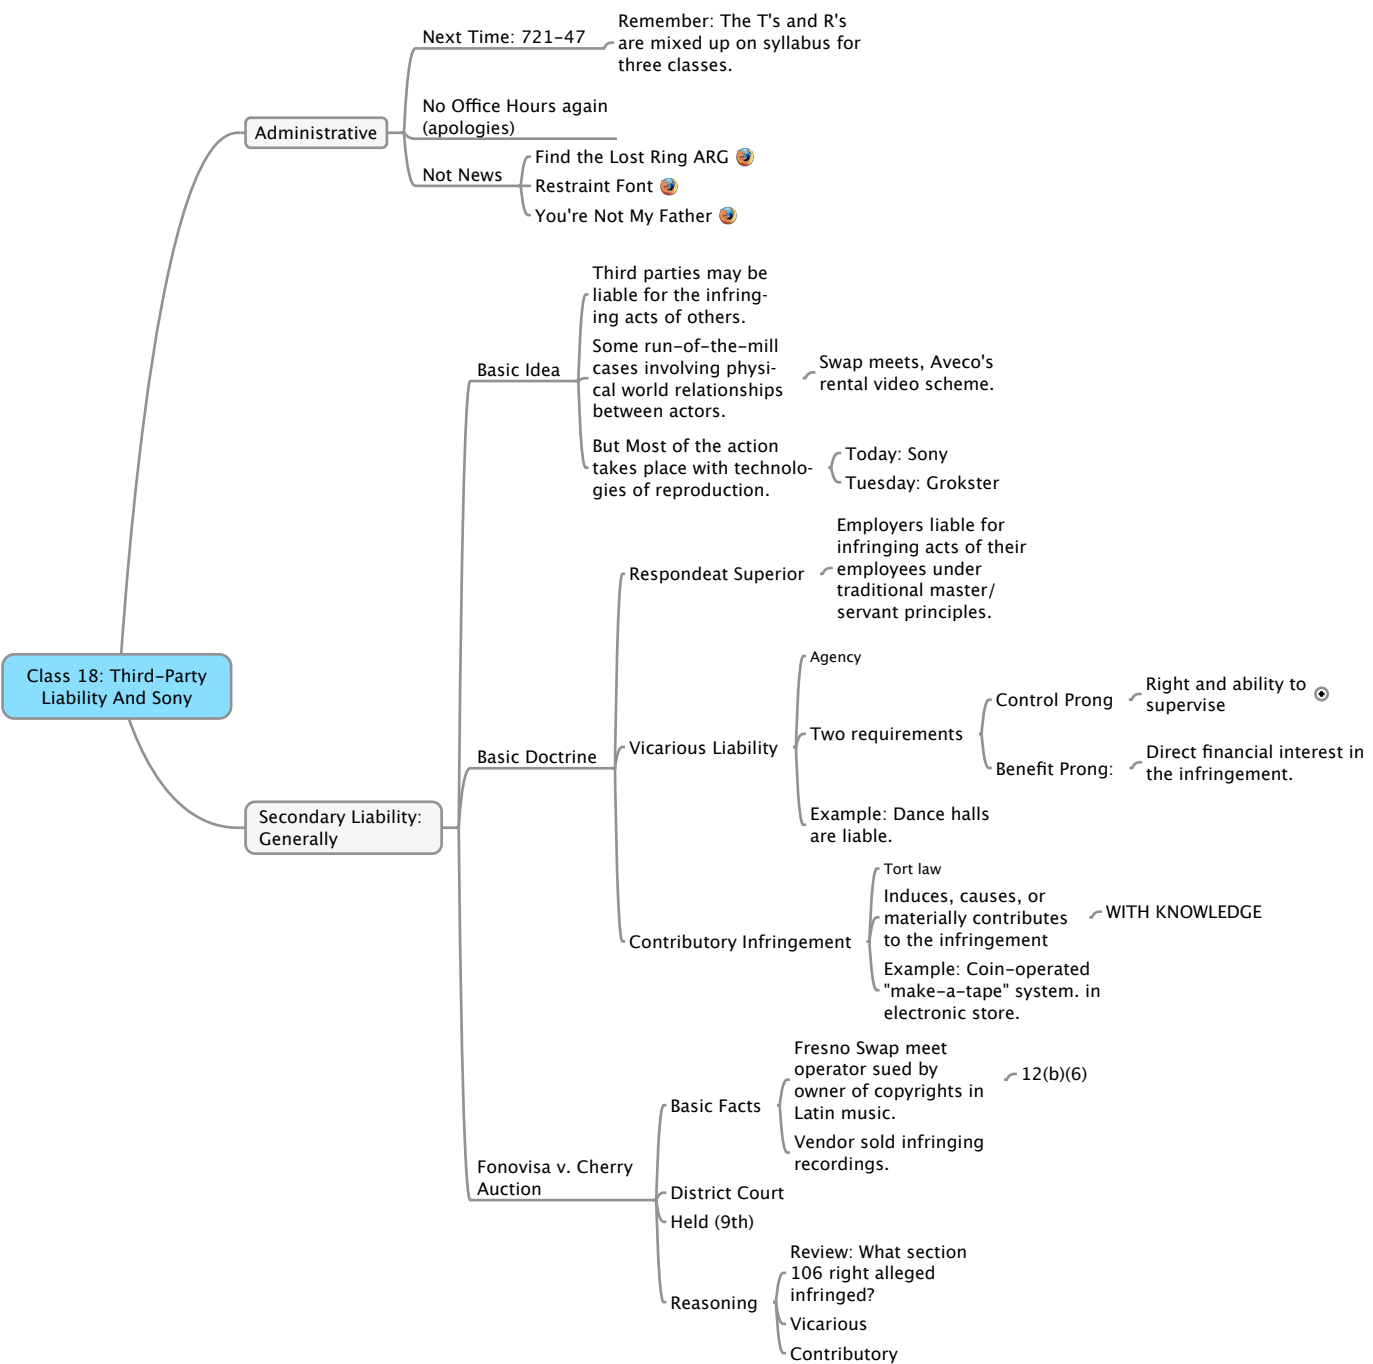 Next Time: 721-47
Remember: The T's and R's
are mixed up on syllabus for
three classes.
No Office Hours again
(apologies)
Administrative
Not News
Find the Lost Ring ARG
Restraint Font
You're Not My Father
Class 18: Third-Party
Liability And Sony
Secondary Liability:
Generally
Basic Idea
Third parties may be
liable for the infring-
ing acts of others.
Some run-of-the-mill
cases involving physi-
cal world relationships
between actors.
Swap meets, Aveco's
rental video scheme.
But Most of the action
takes place with technolo-
gies of reproduction.
Today: Sony
Tuesday: Grokster
Basic Doctrine
Respondeat Superior
Employers liable for
infringing acts of their
employees under
traditional master/
servant principles.
Vicarious Liability
Agency
Two requirements
Control Prong
Right and ability to
supervise
Benefit Prong:
Direct financial interest in
the infringement.
Example: Dance halls
are liable.
Contributory Infringement
Tort law
Induces, causes, or
materially contributes
to the infringement
WITH KNOWLEDGE
Example: Coin-operated
"make-a-tape" system. in
electronic store.
Fonovisa v. Cherry
Auction
Basic Facts
Fresno Swap meet
operator sued by
owner of copyrights in
Latin music.
12(b)(6)
Vendor sold infringing
recordings.
District Court
Held (9th)
Reasoning
Review: What section
106 right alleged
infringed?
Vicarious
Contributory